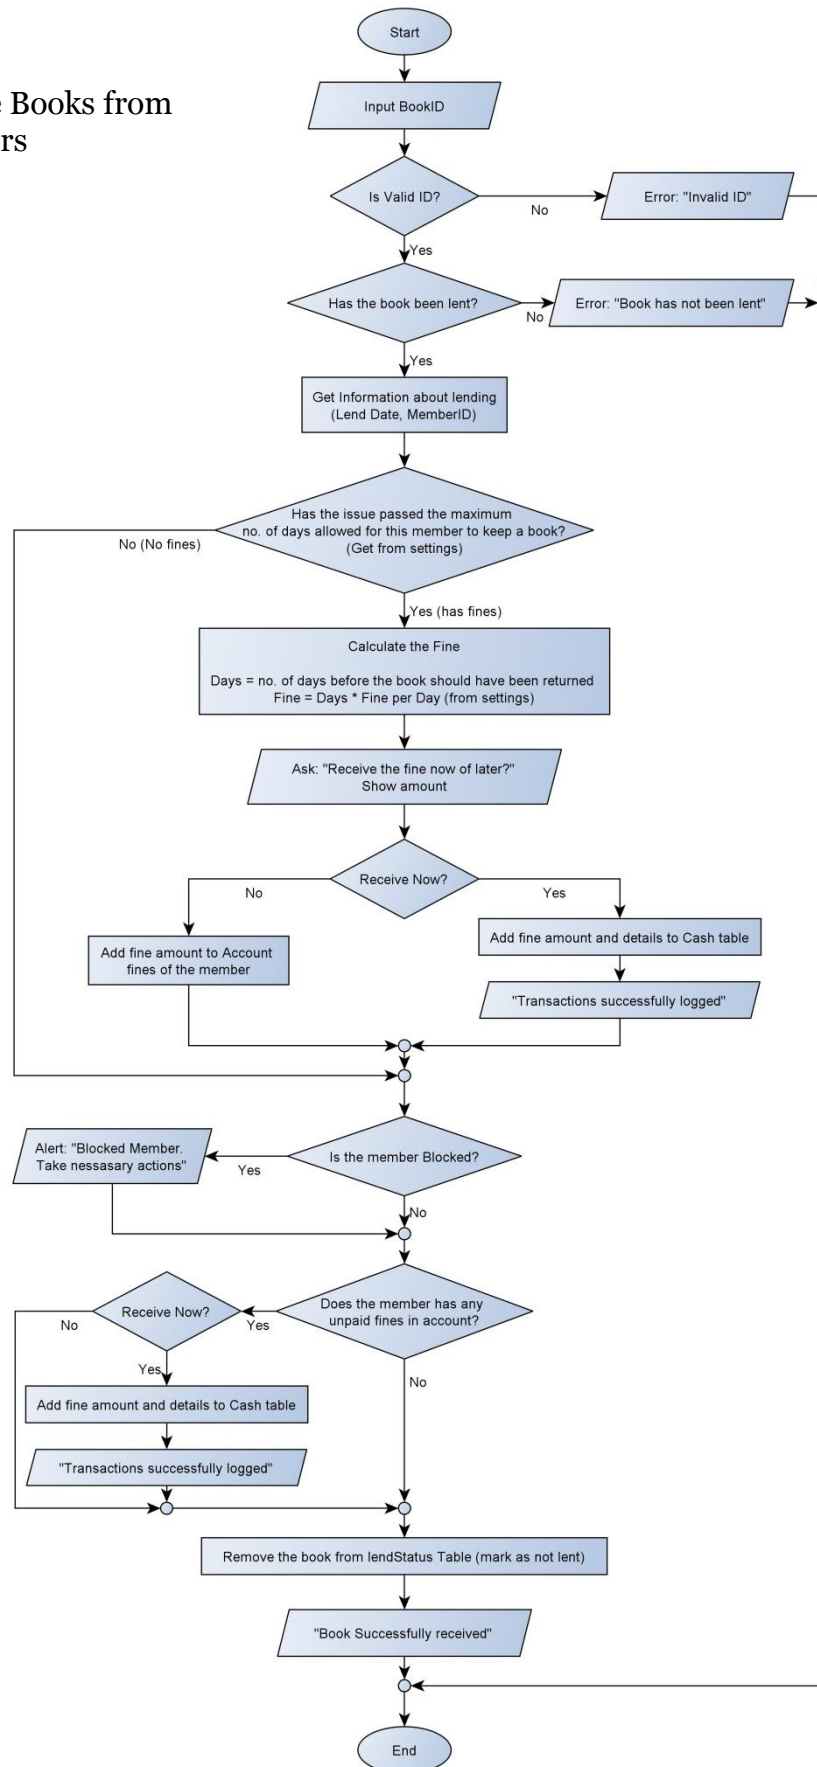 Start
Books from
rs
Input BookID
Is Valid ID?
No
Error: "Invalid ID"
Yes
Has the book been lent?
No
Error: "Book has not been lent"
Yes
Get Information about lending
(Lend Date, MemberID)
Has the issue passed the maximum
no. of days allowed for this member to keep a book?
(Get from settings)
No (No fines)
Yes (has fines)
Calculate the Fine
Days = no. of days before the book should have been returned
Fine = Days * Fine per Day (from settings)
Ask: "Receive the fine now of later?"
Show amount
Receive Now?
No
Yes
Add fine amount to Account
fines of the member
Add fine amount and details to Cash table
"Transactions successfully logged"
Is the member Blocked?
Yes
Alert: "Blocked Member.
Take nessasary actions"
No
Does the member has any
unpaid fines in account?
Yes
Receive Now?
No
Yes
No
Add fine amount and details to Cash table
"Transactions successfully logged"
Remove the book from lendStatus Table (mark as not lent)
"Book Successfully received"
End